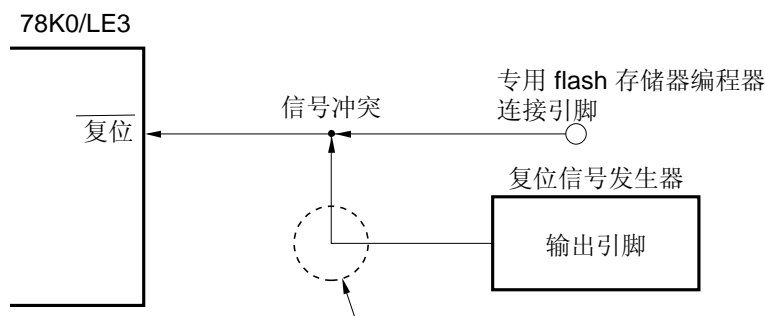 78K0/LE3
专用 flash 存储器编程器
连接引脚
信号冲突
复位
复位信号发生器
输出引脚